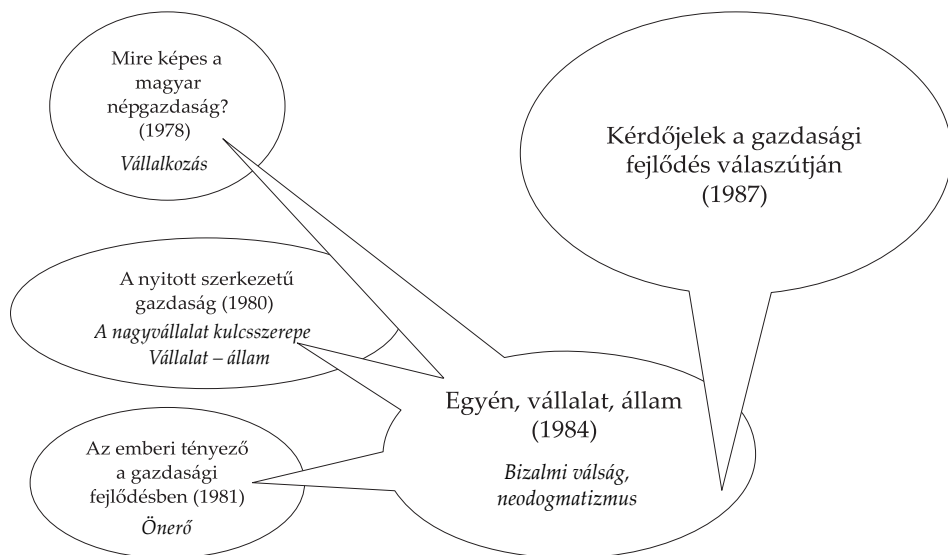 Mire képes a
magyar
népgazdaság?
(1978)
Vállalkozás
A nyitott szerkezetű
gazdaság (1980)
A nagyvállalat kulcsszerepe
Vállalat – állam
Az emberi tényező
a gazdasági
fejlődésben (1981)
Önerő
Egyén, vállalat, állam
(1984)
Bizalmi válság,
neodogmatizmus
Kérdőjelek a gazdasági
fejlődés válaszútján
(1987)